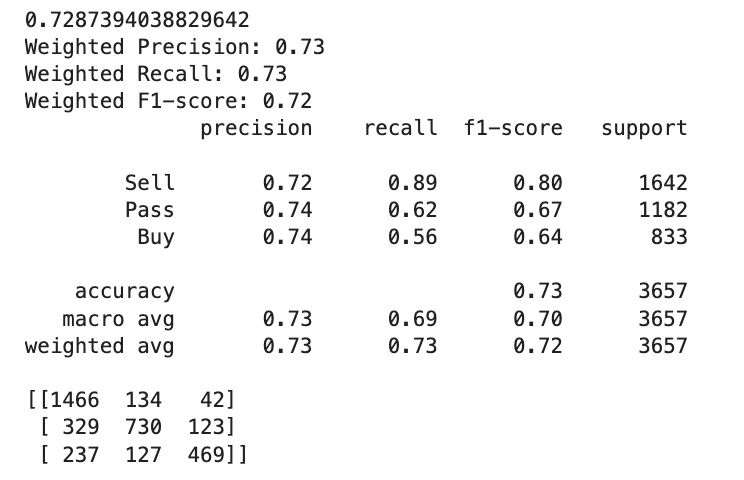 0.7287394038829642
Weighted Precision: 0.73
Weighted Recall: 0.73
Weighted F1-score: 0.72
precision recall f1-score support
Sell 0.72 0.89 0.80 1642
Pass 0.74 0.62 0.67 1182
Buy 0.74 0.56 0.64 833
accuracy 0.73 3657
macro avg 0.73 0.69 0.70 3657
weighted avg 0.73 0.73 0.72 3657
[[1466 134 42]
[ 329 730 123]
[ 237 127 469]]